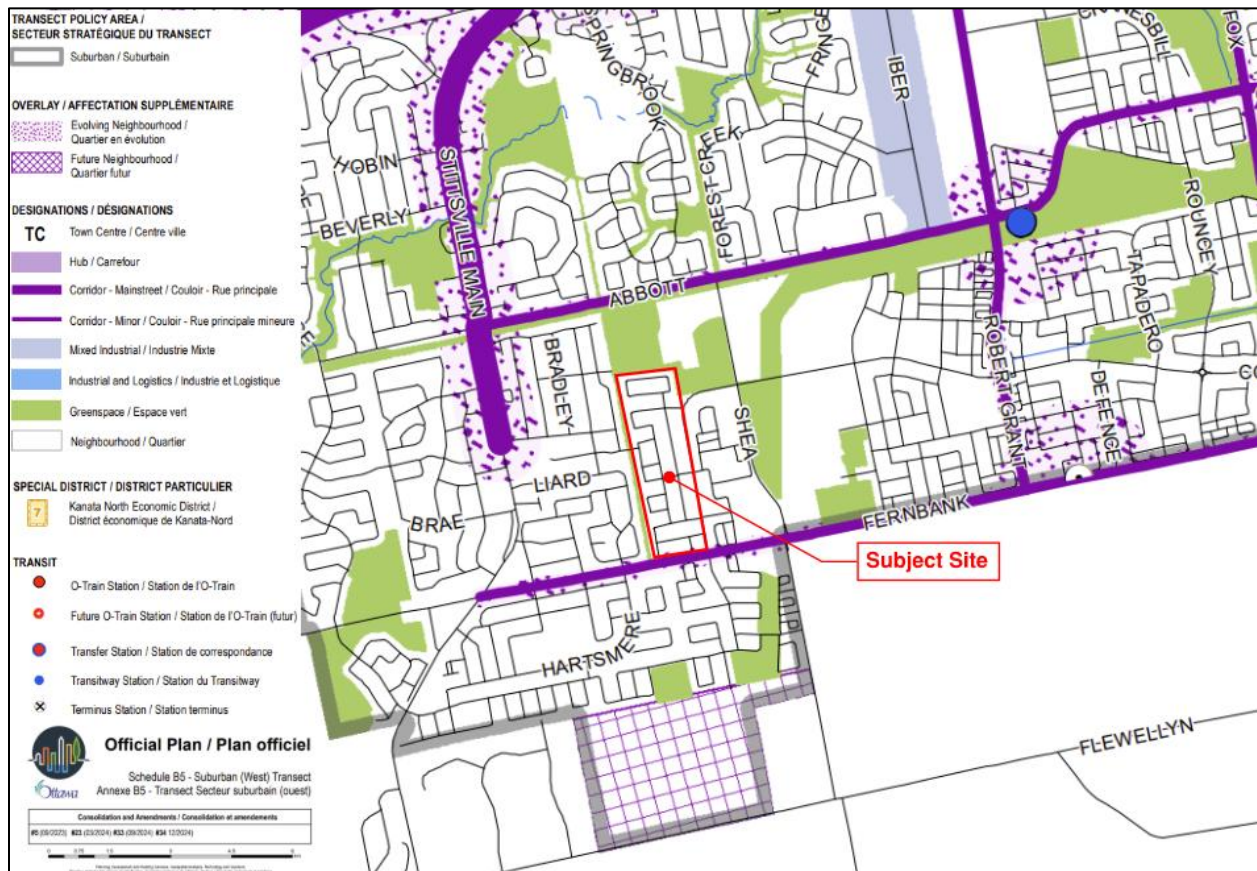 TRANSECT POLICY AREA /
SECTEUR STRATÉGIQUE DU TRANSECT
Suburban / Suburbain
OVERLAY / AFFECTATION SUPPLÉMENTAIRE
Evolving Neighbourhood /
Quartier en évolution
Future Neighbourhood /
Quartier futur
DESIGNATIONS / DÉSIGNATIONS
TC Town Centre / Centre ville
Hub / Carrefour
Corridor - Mainstreet / Couloir - Rue principale
Corridor - Minor / Couloir - Rue principale mineure
Mixed Industrial / Industrie Mixte
Industrial and Logistics / Industrie et Logistique
Greenspace / Espace vert
Neighbourhood / Quartier
SPECIAL DISTRICT / DISTRICT PARTICULIER
7 Kanata North Economic District /
District économique de Kanata-Nord
TRANSIT
O-Train Station / Station de l'O-Train
Future O-Train Station / Station de l'O-Train (futur)
Transfer Station / Station de correspondance
Transitway Station / Station du Transitway
Terminus Station / Station terminus
Official Plan / Plan officiel
Schedule B5 - Suburban (West) Transect
Annexe B5 - Transect Secteur suburbain (ouest)
Ottawa
Consolidation and Amendments / Consolidation et amendements
HOBIN
BEVERLY
STITTSVILLE MAIN
SPRINGBROOK
FOREST CREEK
IBER
FOX
ABBOTT
BRADLEY
LIARD
BRAE
SHEA
ROBERT GRANT
TAPADERO
ROUNCEY
DEFENCE
FERNBANK
Subject Site
HARTSMERE
FLEWELLYN